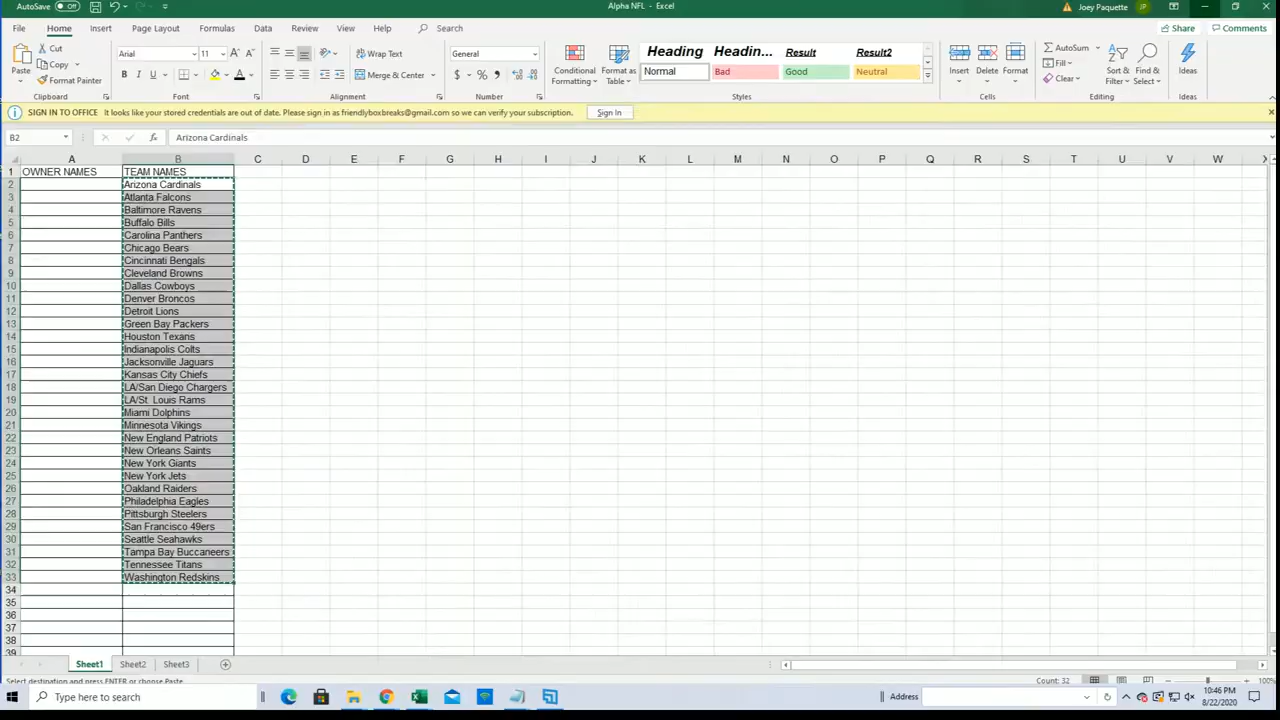 AutoSave Off Alpha NFL - Excel Joey Paquette JP
File Home Insert Page Layout Formulas Data Review View Help Search Share Comments
Paste Cut Copy Format Painter Clipboard
Arial 11 B I U Font
Wrap Text Merge & Center Alignment
General $ % Number
Conditional Formatting Format as Table
Heading Headin... Result Result2
Normal Bad Good Neutral Styles
Insert Delete Format Cells
AutoSum Fill Clear Sort & Filter Find & Select Editing
Ideas Ideas
SIGN IN TO OFFICE It looks like your stored credentials are out of date. Please sign in as friendlyboxbreaks@gmail.com so we can verify your subscription. Sign In
B2 fx Arizona Cardinals
A B C D E F G H I J K L M N O P Q R S T U V W
1 OWNER NAMES TEAM NAMES
2 Arizona Cardinals
3 Atlanta Falcons
4 Baltimore Ravens
5 Buffalo Bills
6 Carolina Panthers
7 Chicago Bears
8 Cincinnati Bengals
9 Cleveland Browns
10 Dallas Cowboys
11 Denver Broncos
12 Detroit Lions
13 Green Bay Packers
14 Houston Texans
15 Indianapolis Colts
16 Jacksonville Jaguars
17 Kansas City Chiefs
18 LA/San Diego Chargers
19 LA/St. Louis Rams
20 Miami Dolphins
21 Minnesota Vikings
22 New England Patriots
23 New Orleans Saints
24 New York Giants
25 New York Jets
26 Oakland Raiders
27 Philadelphia Eagles
28 Pittsburgh Steelers
29 San Francisco 49ers
30 Seattle Seahawks
31 Tampa Bay Buccaneers
32 Tennessee Titans
33 Washington Redskins
34
35
36
37
38
39
Sheet1 Sheet2 Sheet3
Select destination and press ENTER or choose Paste Count: 32 100%
Type here to search Address 10:46 PM
8/22/2020